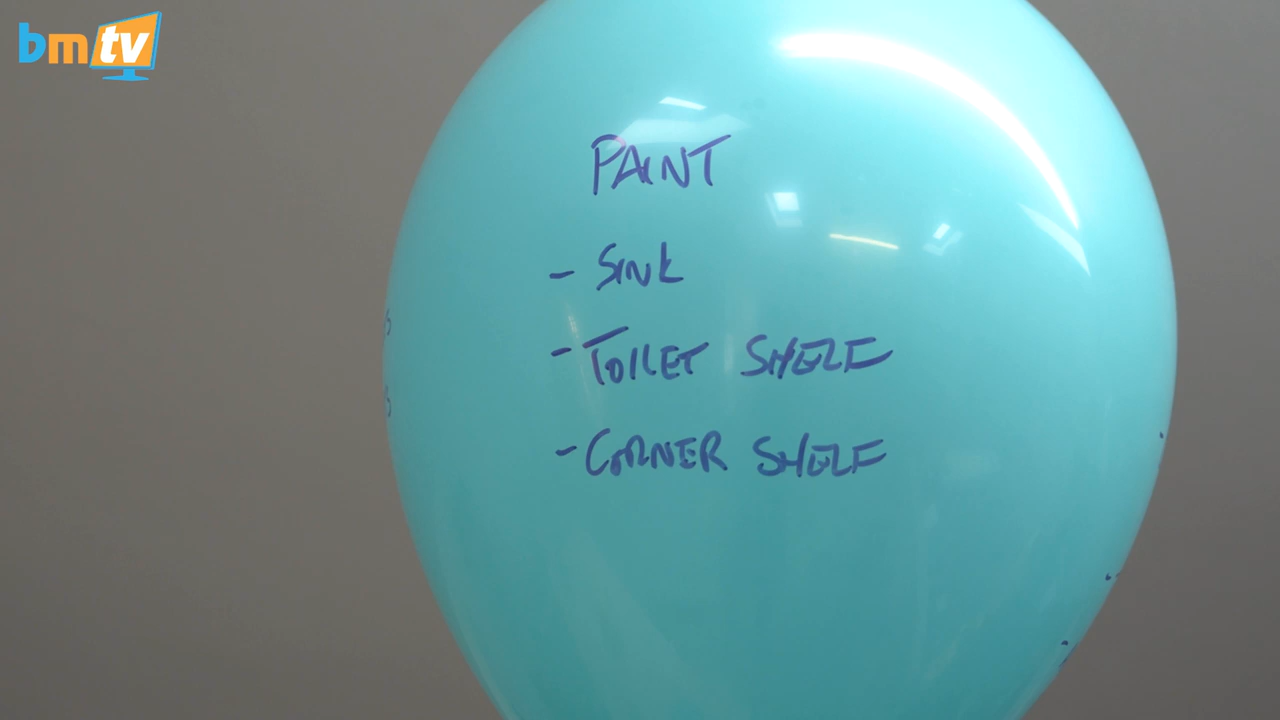 bmtv
PAINT
- SINK
- TOILET SHELF
- CORNER SHELF